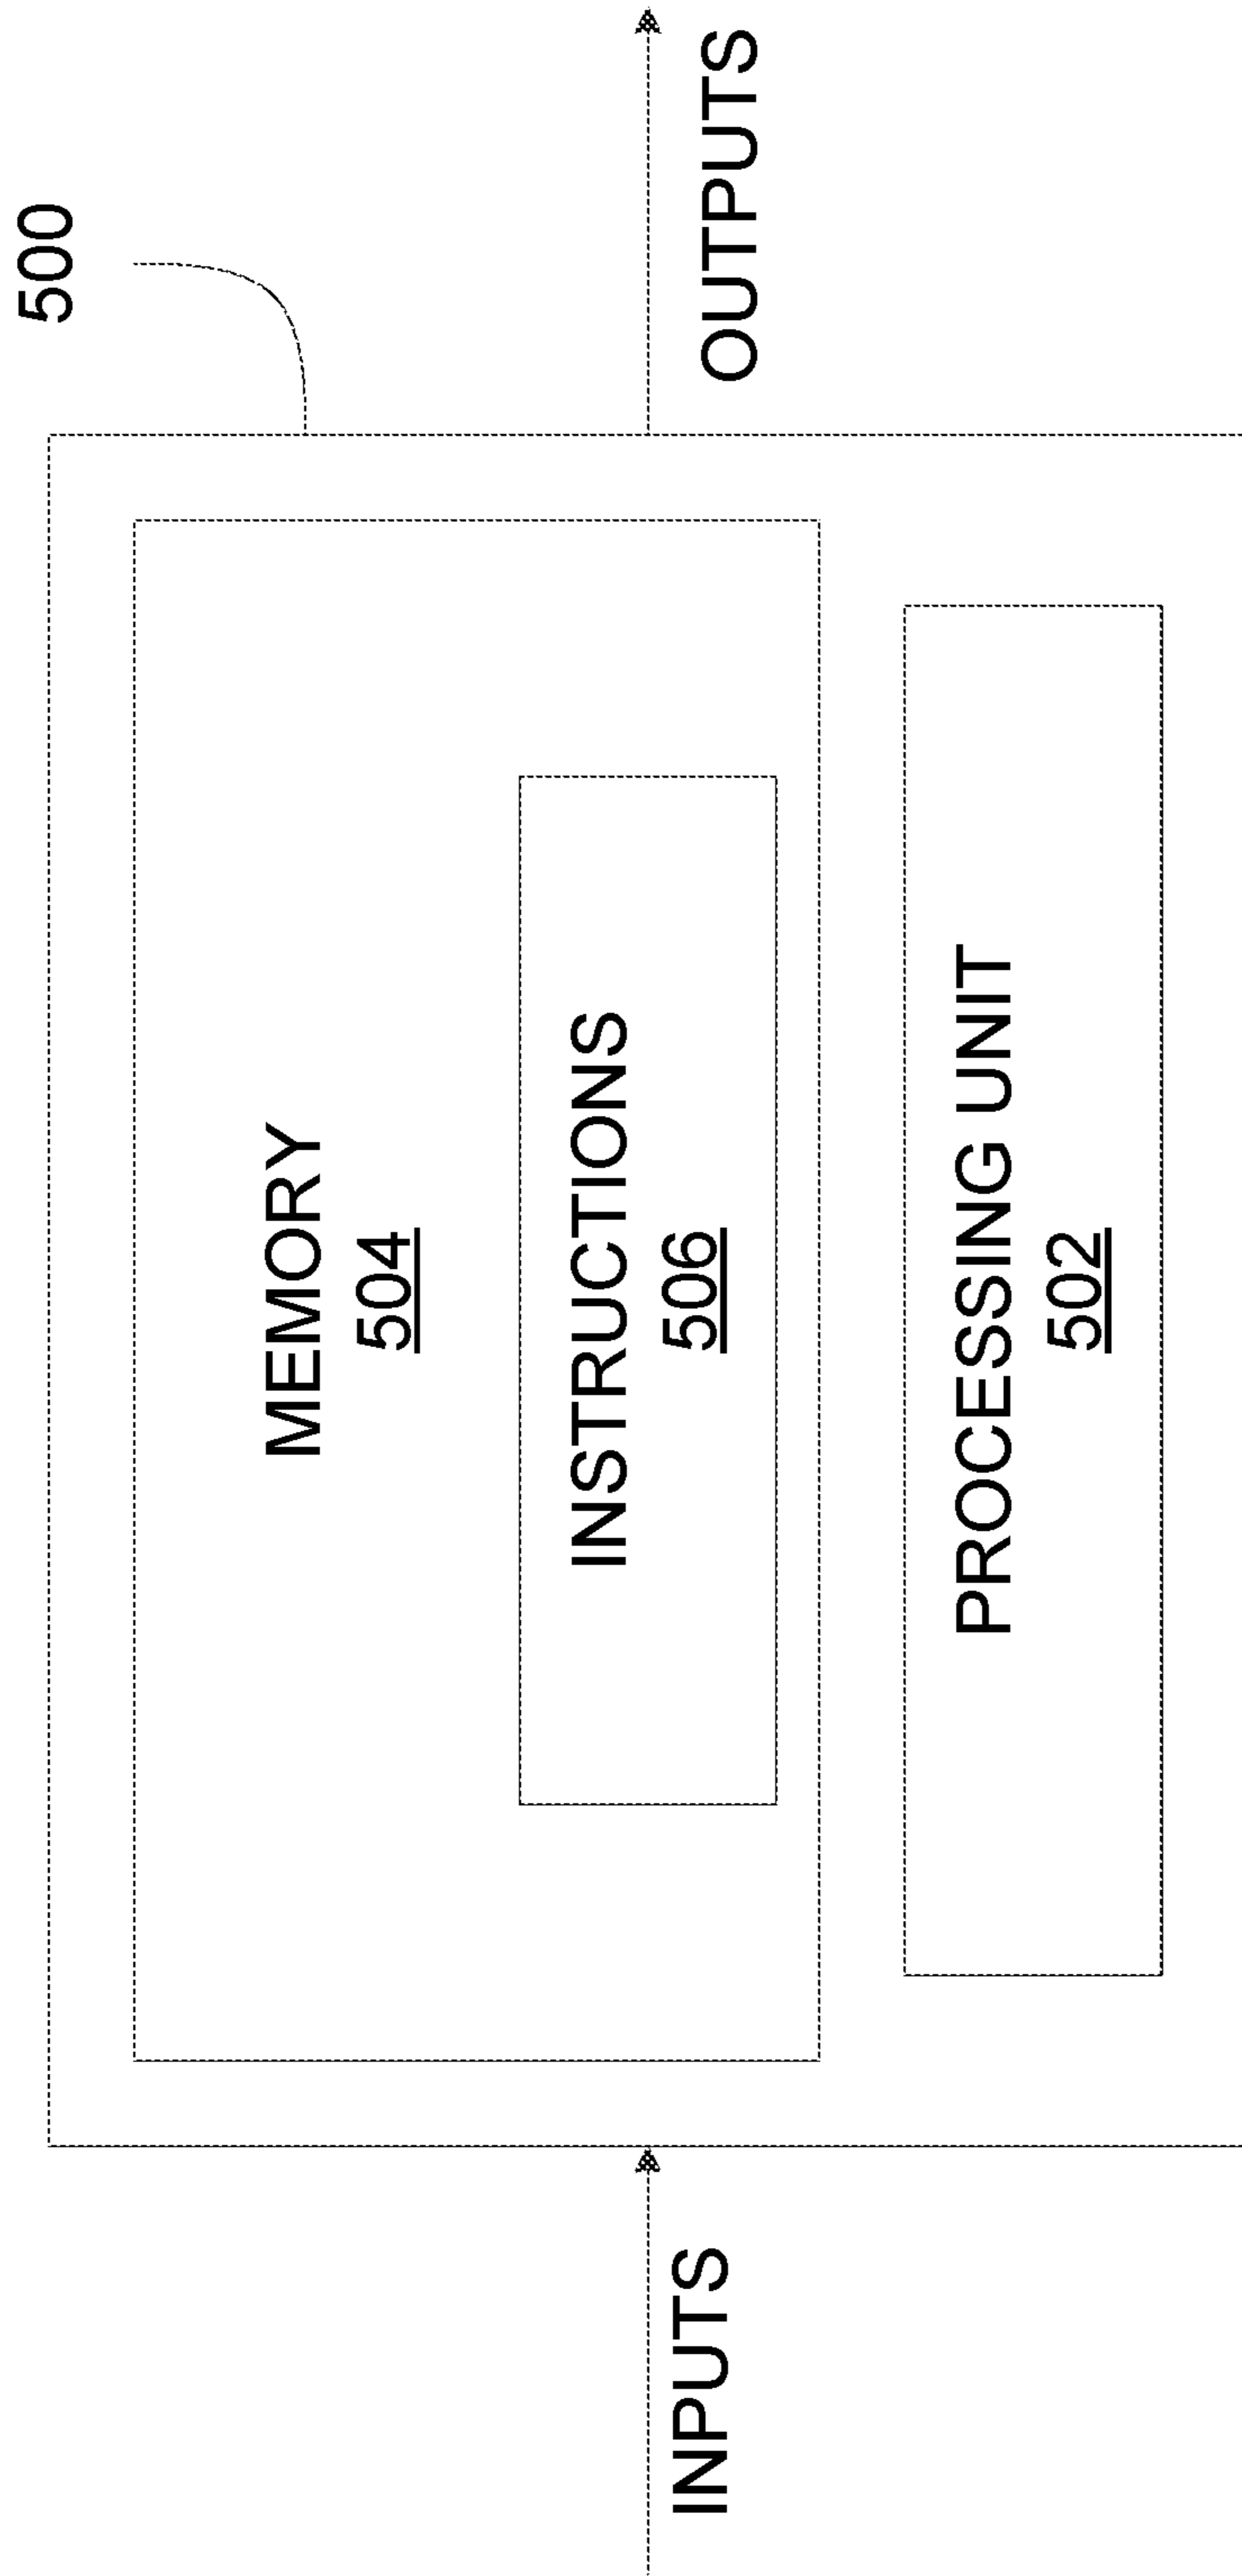 500
MEMORY
504
INSTRUCTIONS
506
PROCESSING UNIT
502
INPUTS
OUTPUTS